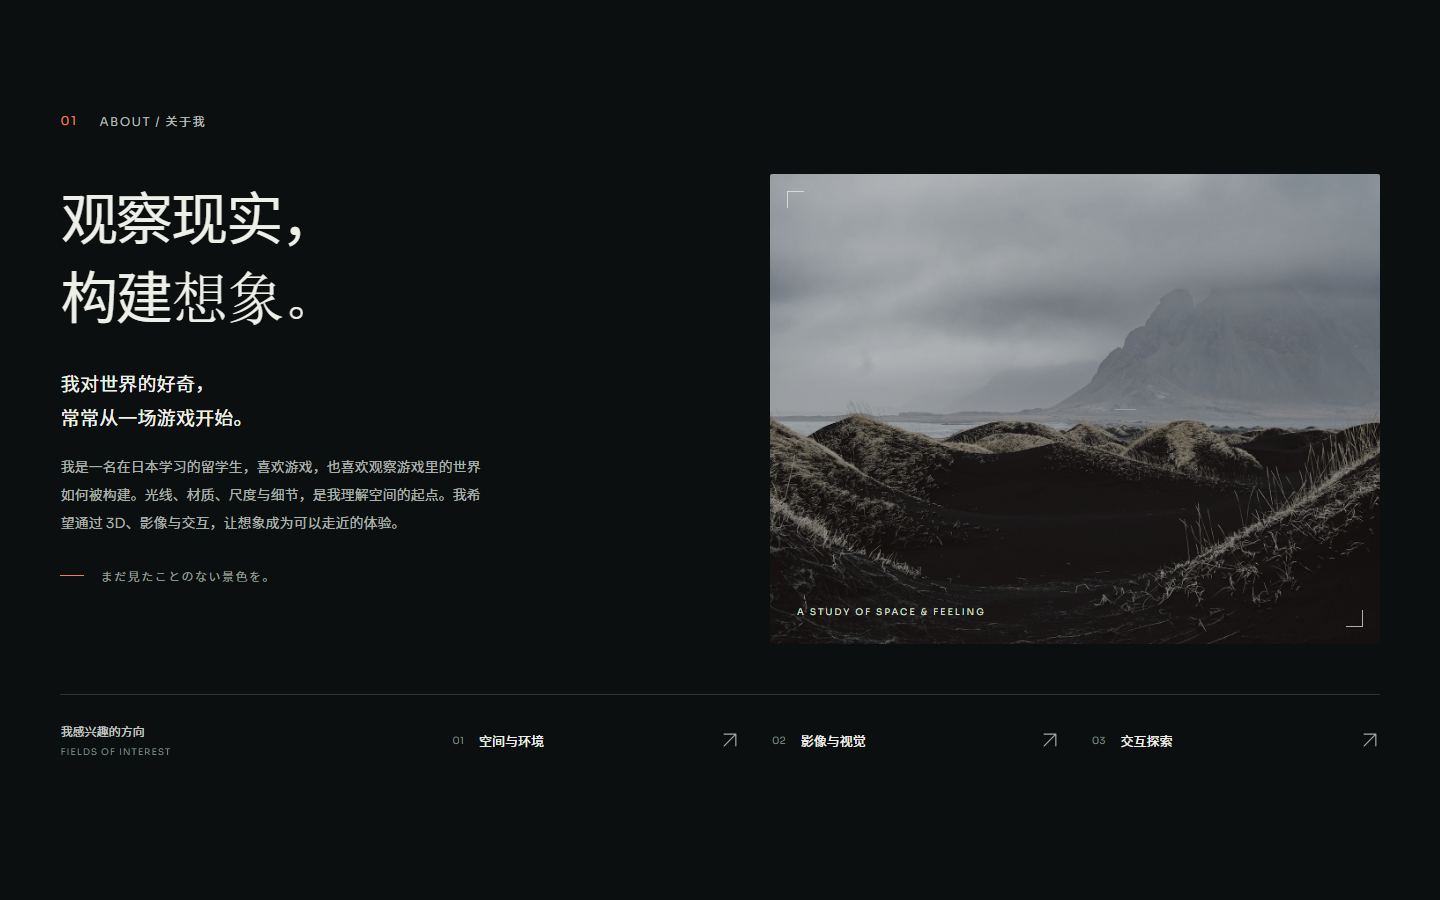 01 ABOUT / 关于我
观察现实，
构建想象。
我对世界的好奇，
常常从一场游戏开始。
我是一名在日本学习的留学生，喜欢游戏，也喜欢观察游戏里的世界
如何被构建。光线、材质、尺度与细节，是我理解空间的起点。我希
望通过 3D、影像与交互，让想象成为可以走近的体验。
まだ見たことのない景色を。
A STUDY OF SPACE & FEELING
我感兴趣的方向
FIELDS OF INTEREST
01 空间与环境
02 影像与视觉
03 交互探索